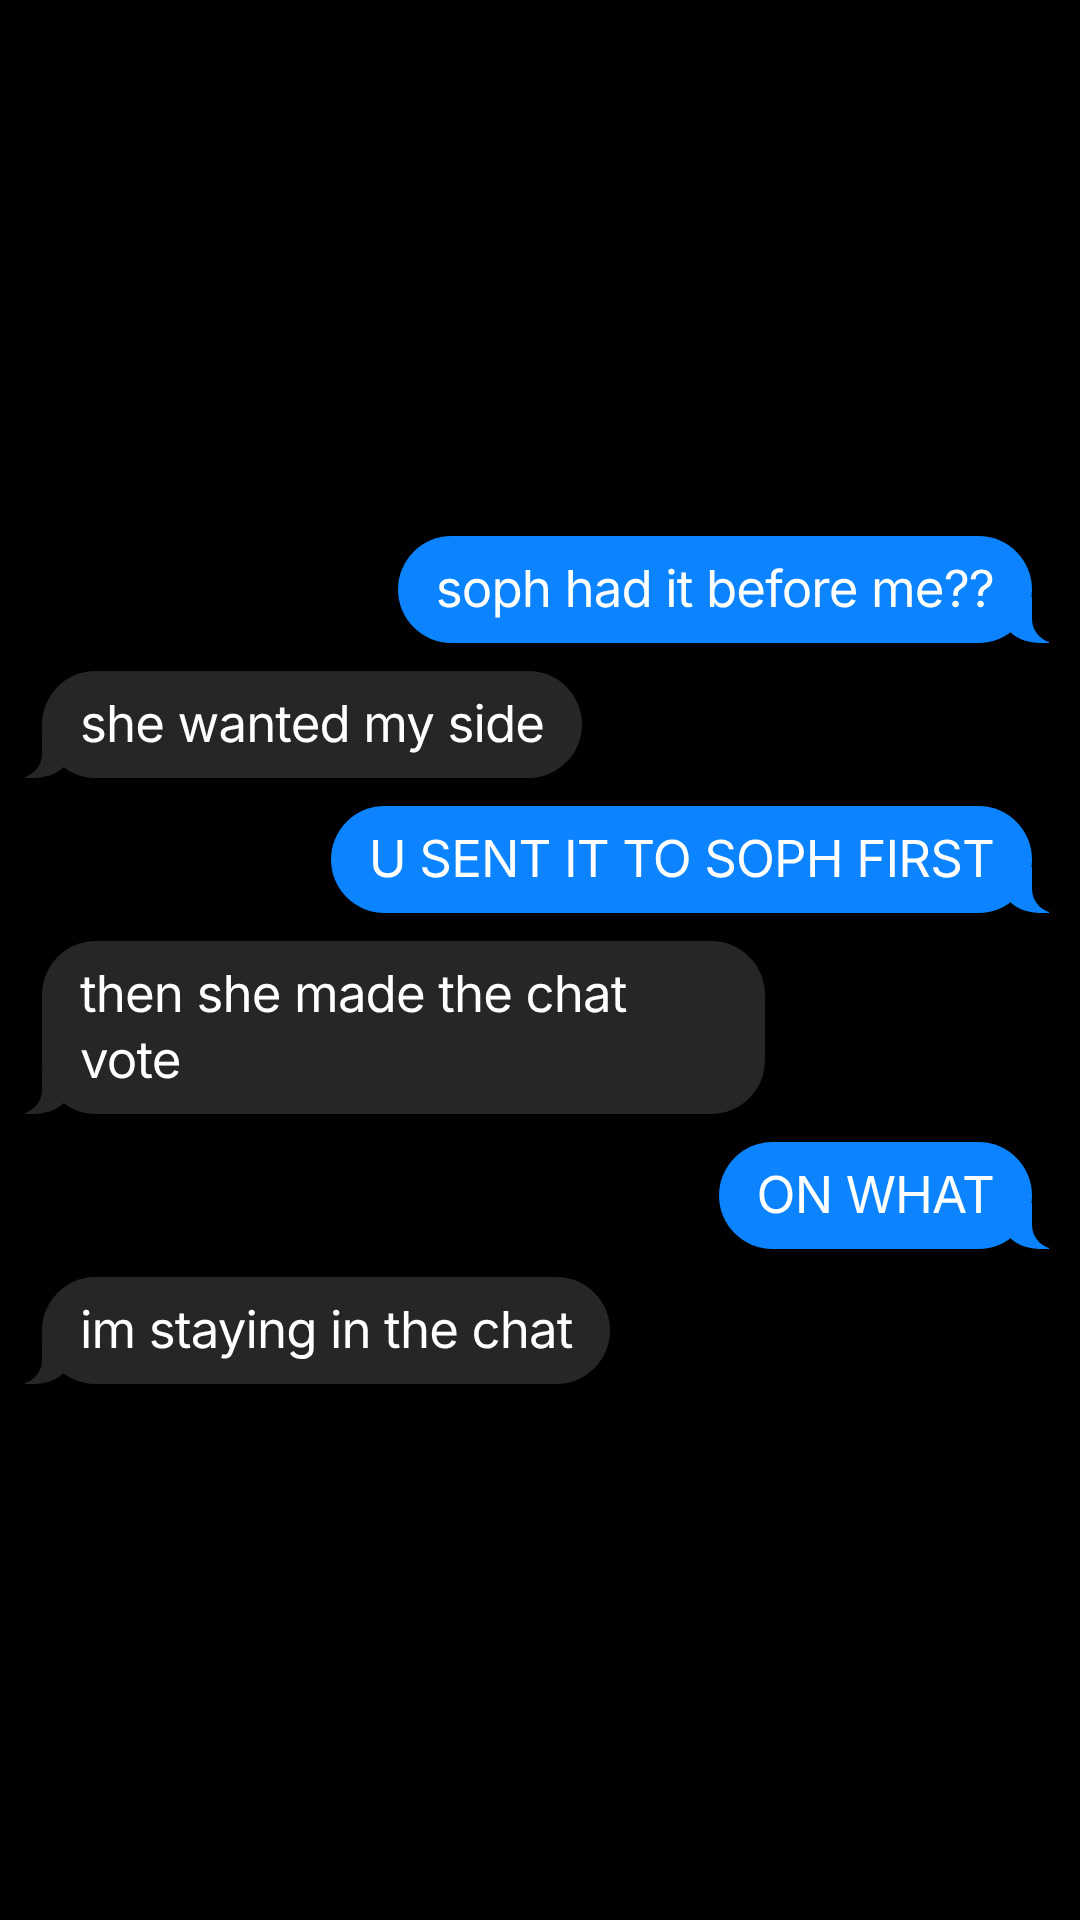 soph had it before me??
she wanted my side
U SENT IT TO SOPH FIRST
then she made the chat
vote
ON WHAT
im staying in the chat